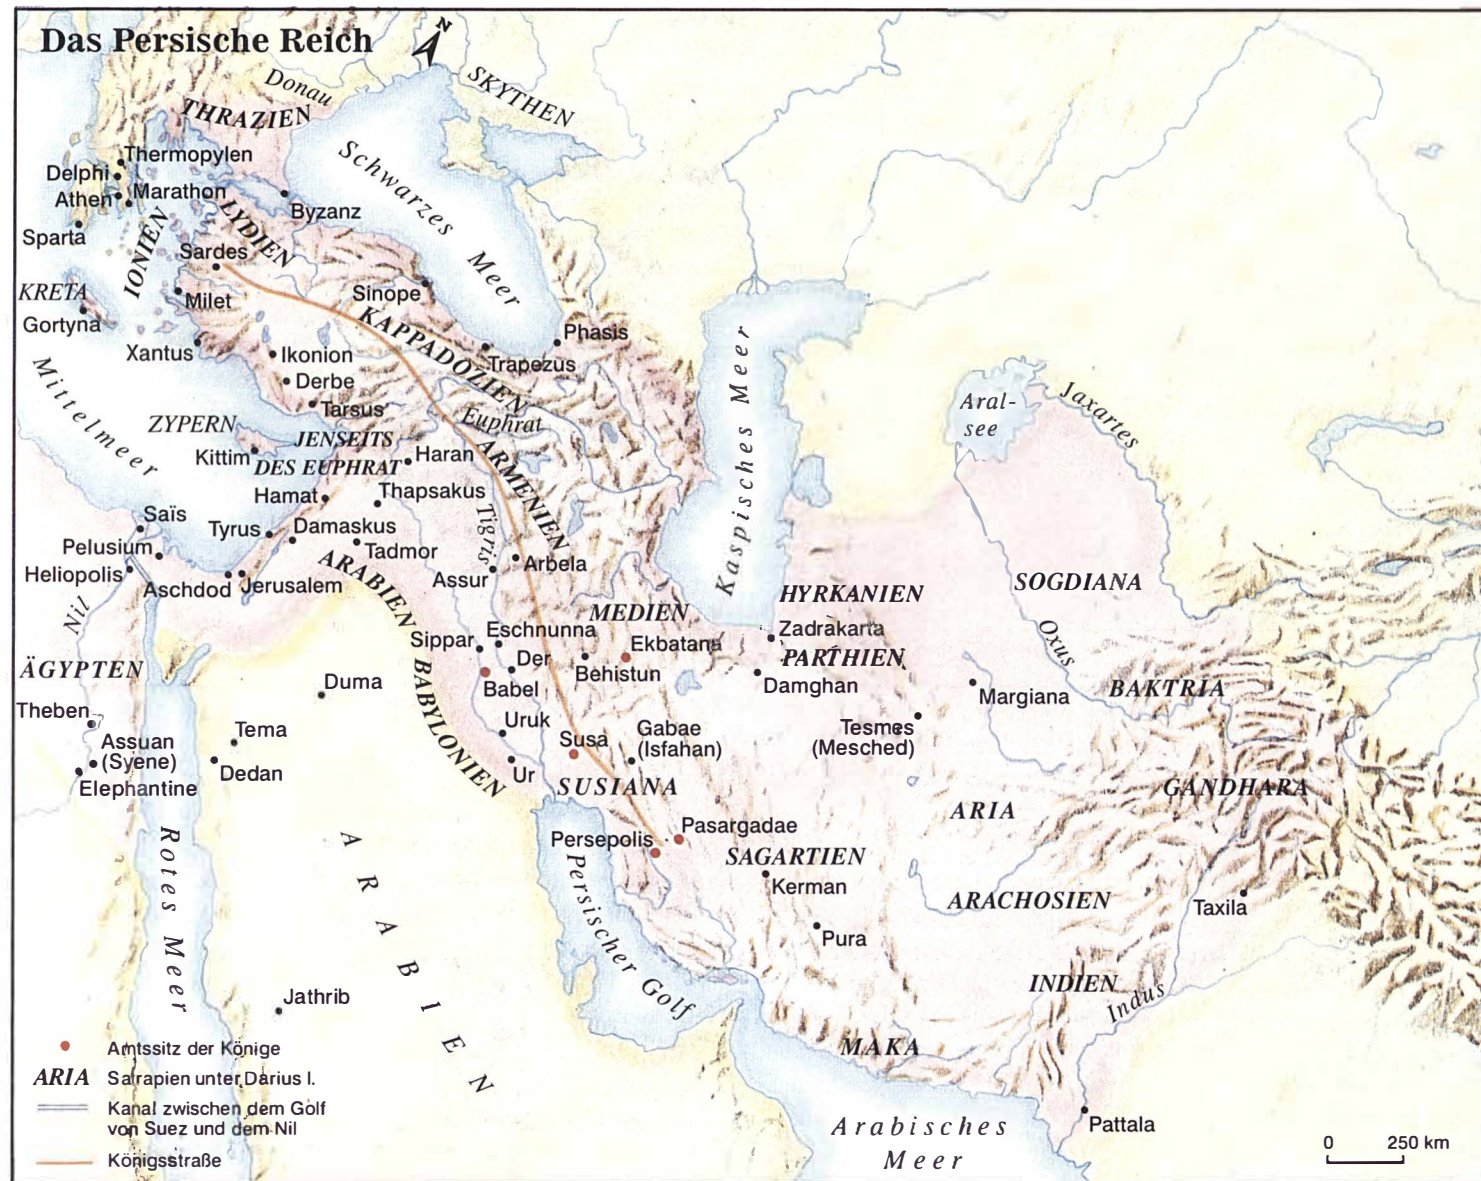 Das Persische Reich
N
SKYTHEN
Donau
THRAZIEN
Thermopylen
Delphi
Marathon
Athen
Byzanz
Sparta
Schwarzes
Meer
IONIEN
LYDIEN
Sardes
KRETA
Milet
Gortyna
Sinope
KAPPADOZIEN
Phasis
Xantus
Ikonion
Trapezus
Derbe
Tarsus
Mittelmeer
ZYPERN
Euphrat
Kittim
JENSEITS
DES EUPHRAT
Haran
ARMENIEN
Hamat
Thapsakus
Tigris
Saïs
Tyrus
Damaskus
Pelusium
Tadmor
Heliopolis
Aschdod
Jerusalem
ARABIEN
Assur
Arbela
Nil
Kaspisches Meer
Aral-
see
Jaxartes
HYRKANIEN
SOGDIANA
MEDIEN
Zadrakarta
Oxus
Eschnunna
Sippar
Ekbatana
PARTHIEN
Der
Behistun
Damghan
Babel
BABYLONIEN
ÄGYPTEN
Duma
Margiana
BAKTRIA
Theben
Uruk
Gabae
(Isfahan)
Tesmes
(Mesched)
Tema
Susa
Assuan
(Syene)
Dedan
Ur
Elephantine
SUSIANA
GANDHARA
ARIA
Pasargadae
Persepolis
SAGARTIEN
Kerman
ARACHOSIEN
Taxila
Rotes Meer
ARABIEN
Persischer Golf
Pura
INDIEN
Indus
Jathrib
MAKA
Pattala
Arabisches
Meer
Amtssitz der Könige
ARIA Satrapien unter Darius I.
Kanal zwischen dem Golf
von Suez und dem Nil
Königsstraße
0 250 km